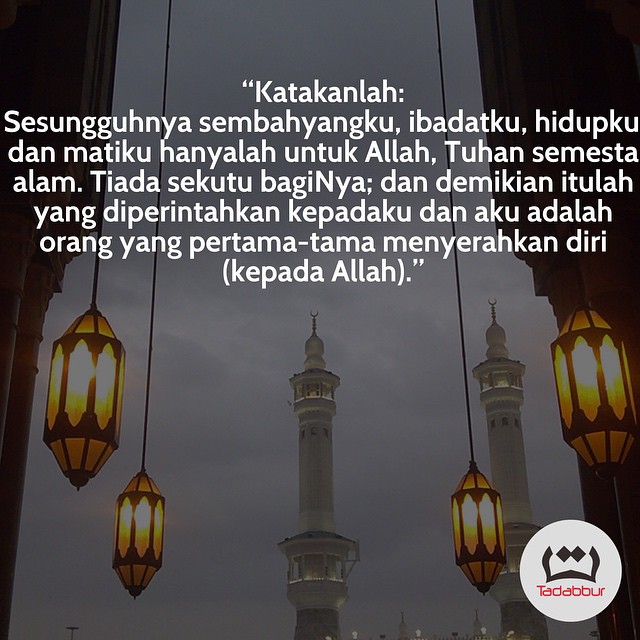 “Katakanlah:
Sesungguhnya sembahyangku, ibadatku, hidupku
dan matiku hanyalah untuk Allah, Tuhan semesta
alam. Tiada sekutu bagiNya; dan demikian itulah
yang diperintahkan kepadaku dan aku adalah
orang yang pertama-tama menyerahkan diri
(kepada Allah).”
Tadabbur